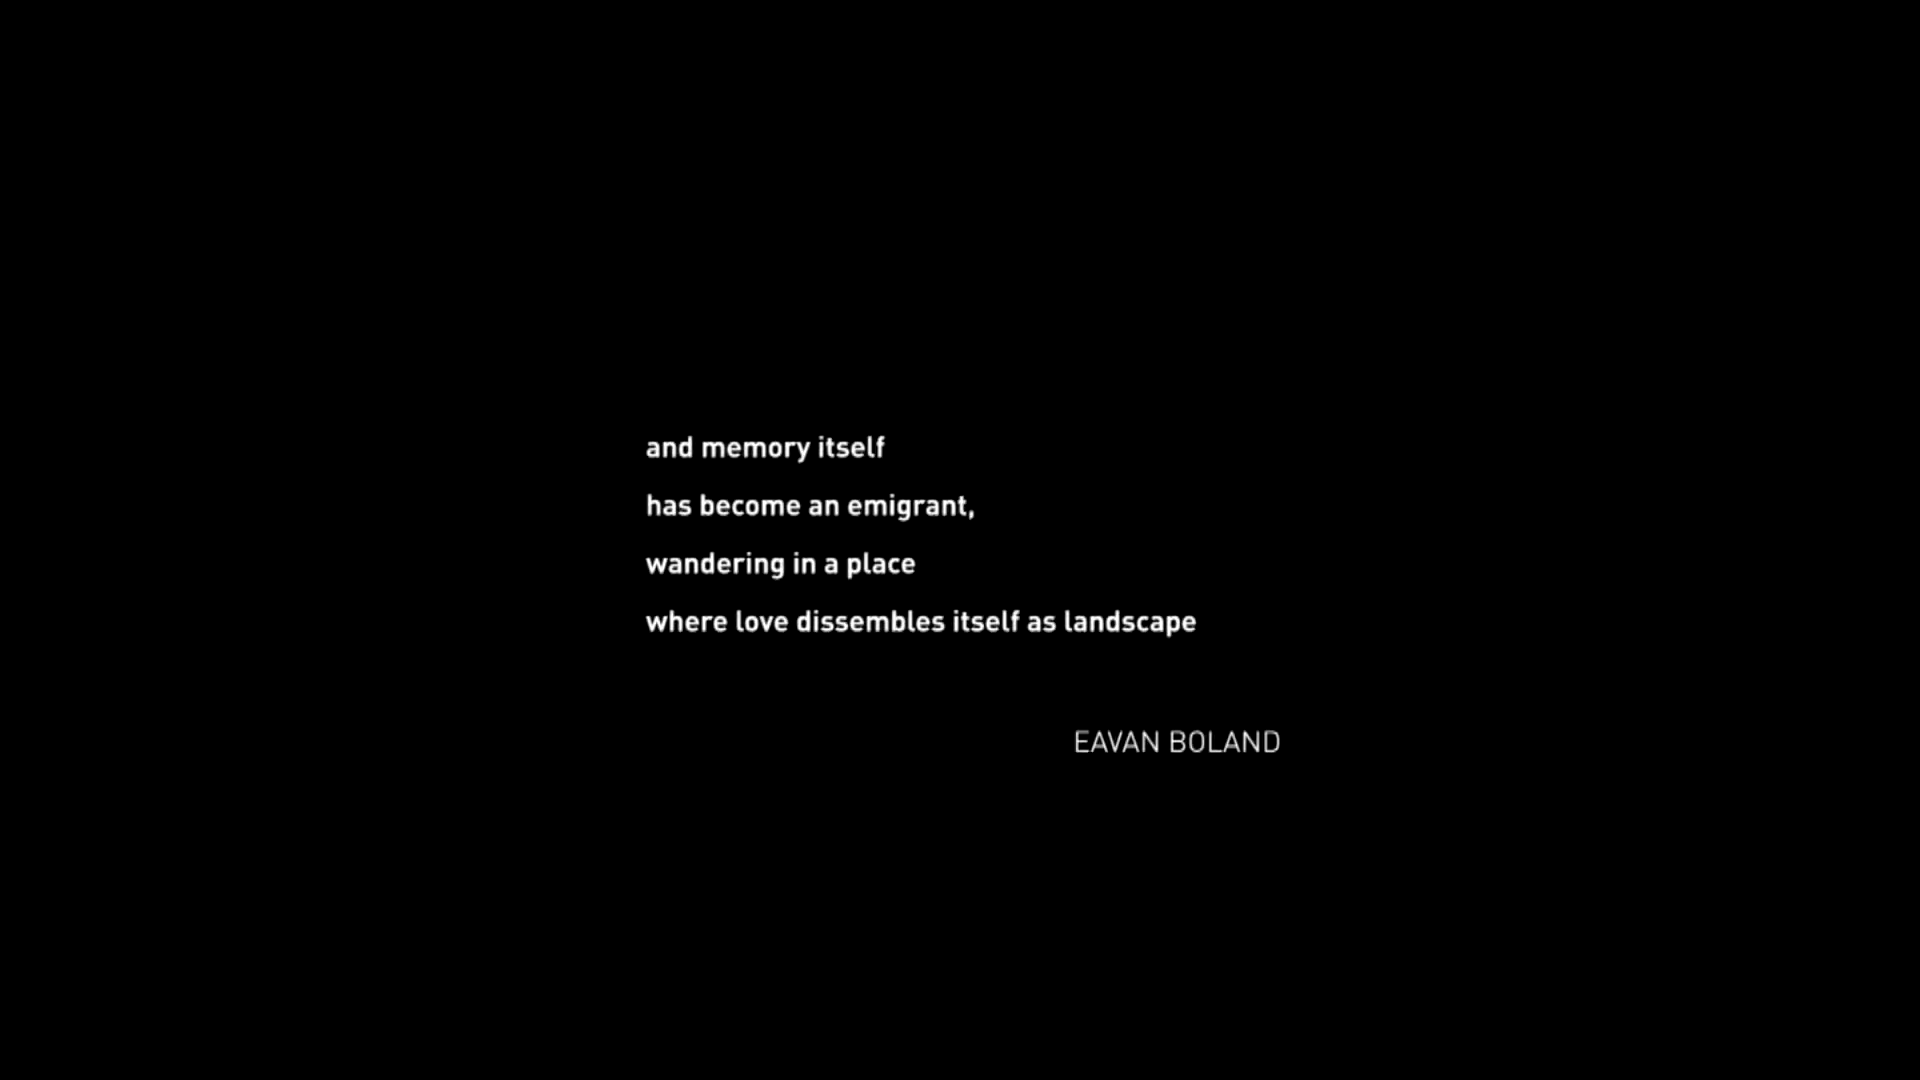 and memory itself
has become an emigrant,
wandering in a place
where love dissembles itself as landscape
EAVAN BOLAND